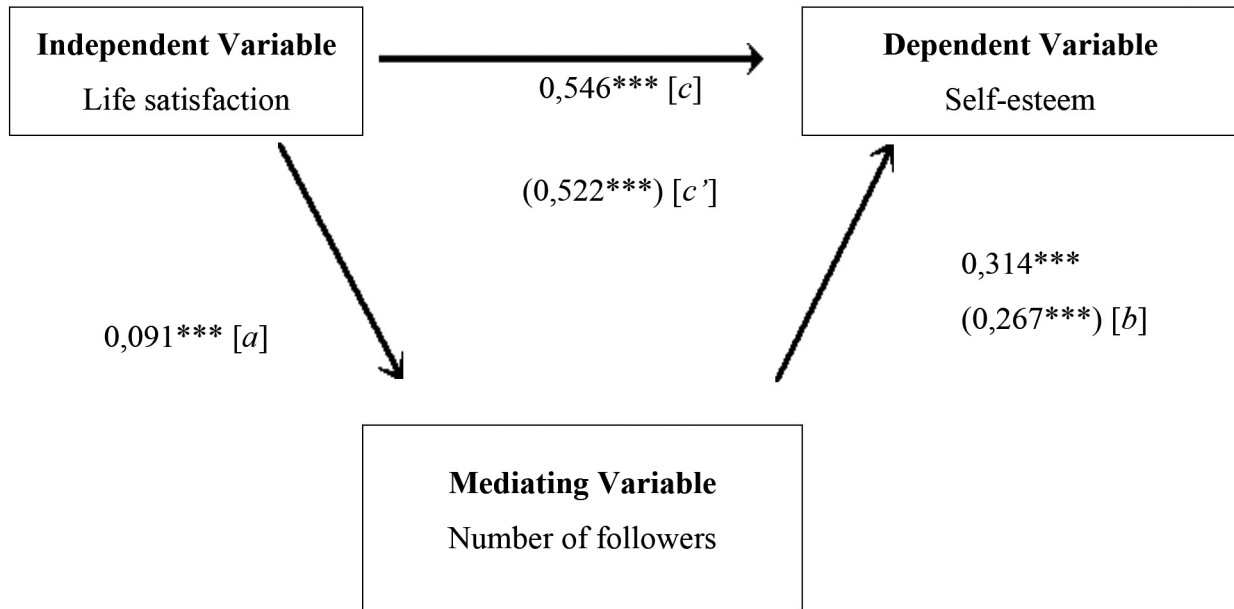 Independent Variable
Life satisfaction
Dependent Variable
Self-esteem
0,546*** [c]
(0,522***) [c’]
0,314***
(0,267***) [b]
0,091*** [a]
Mediating Variable
Number of followers